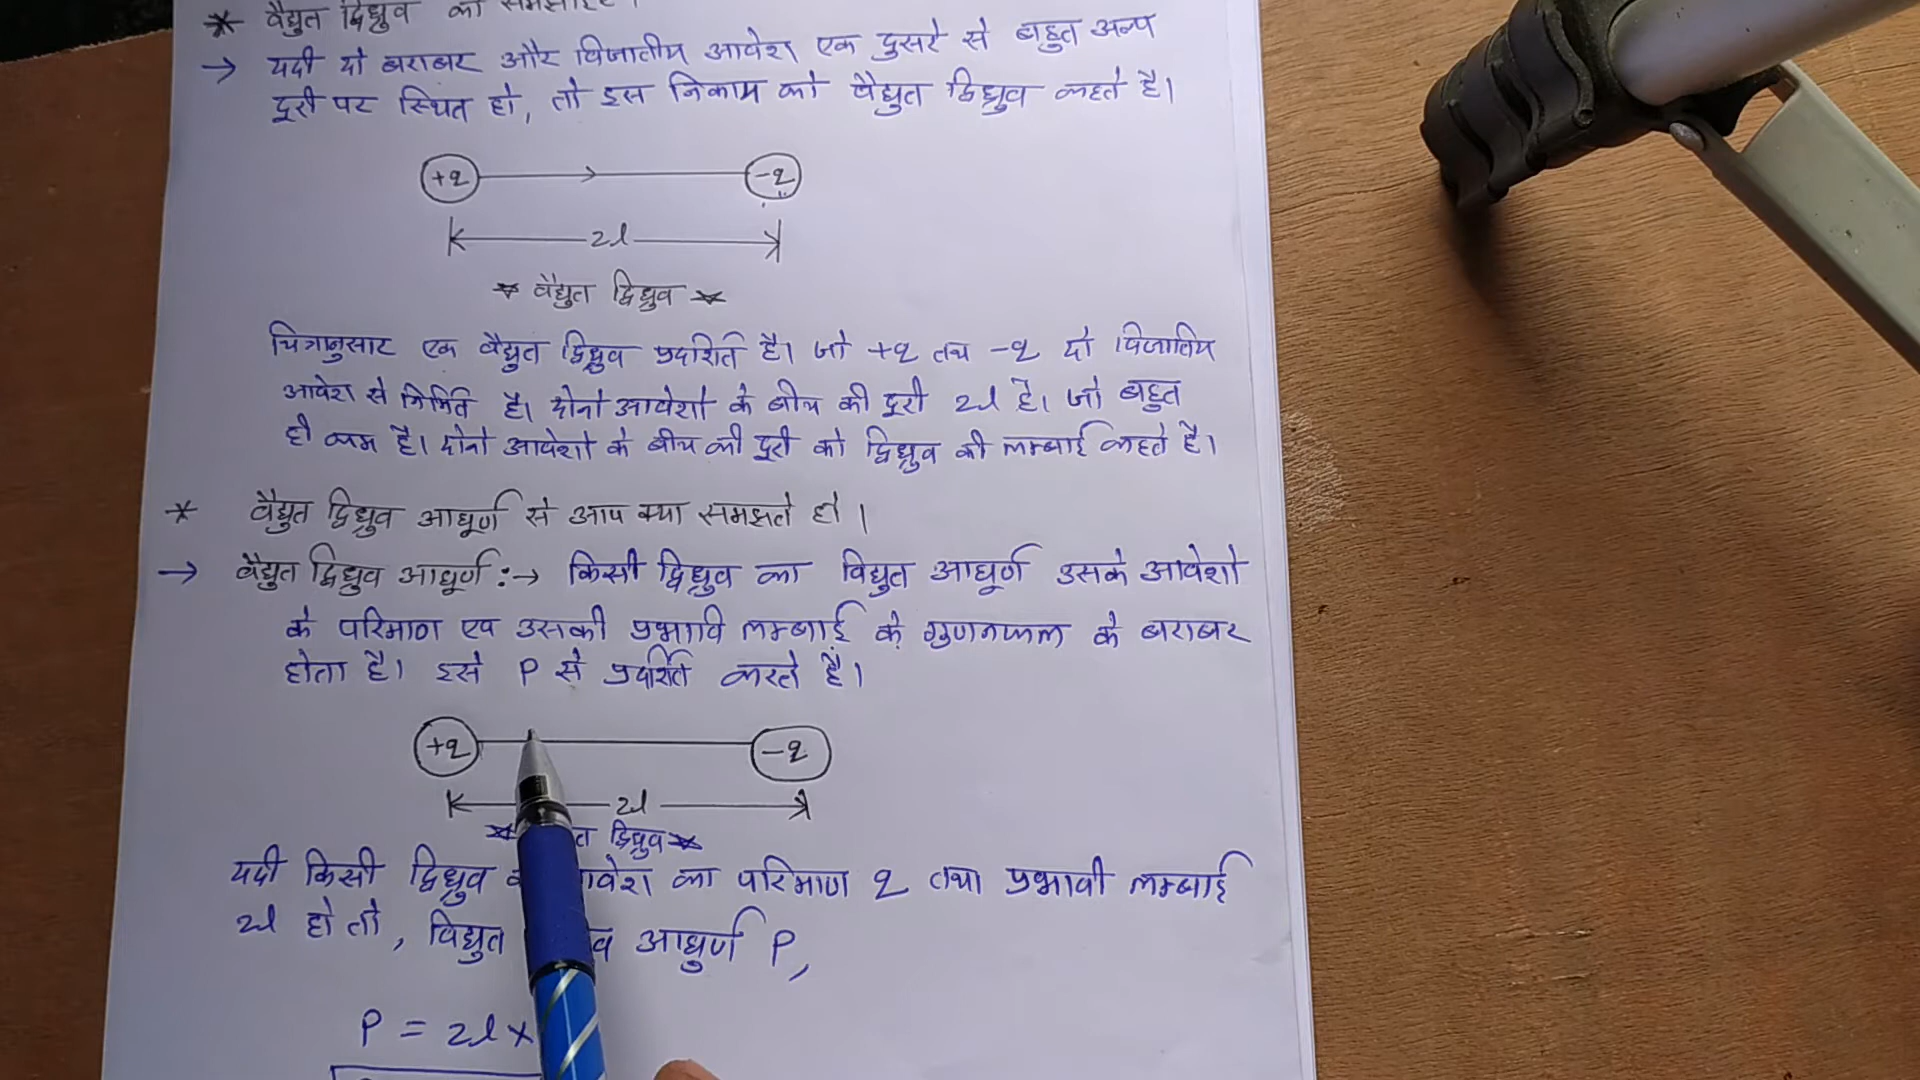 * वैद्युत द्विध्रुव को समझाइए।
→ यदी दो बराबर और विजातीय आवेश एक दुसरे से बहुत अल्प
दूरी पर स्थित हो, तो इस निकाय को वैद्युत द्विध्रुव कहते है।
+q -q
2l
* वैद्युत द्विध्रुव *
चित्रानुसार एक वैद्युत द्विध्रुव प्रदर्शित है। जो +q तथ -q दो विजातिय
आवेश से निर्मित है। दोनो आवेशो के बीच की दूरी 2l है। जो बहुत
ही कम है। दोनो आवेशो के बीच की दूरी को द्विध्रुव की लम्बाई कहते है।
* वैद्युत द्विध्रुव आघूर्ण से आप क्या समझते हो।
→ वैद्युत द्विध्रुव आघूर्ण :→ किसी द्विध्रुव का विद्युत आघूर्ण उसके आवेशो
के परिमाण एव उसकी प्रभावि लम्बाई के गुणनफल के बराबर
होता है। इसे P से प्रदर्शित करते है।
+q -q
2l
* द्विध्रुव *
यदी किसी द्विध्रुव आवेश का परिमाण q तथा प्रभावी लम्बाई
2l हो तो, विद्युत आघुर्ण P,
P = 2l ×